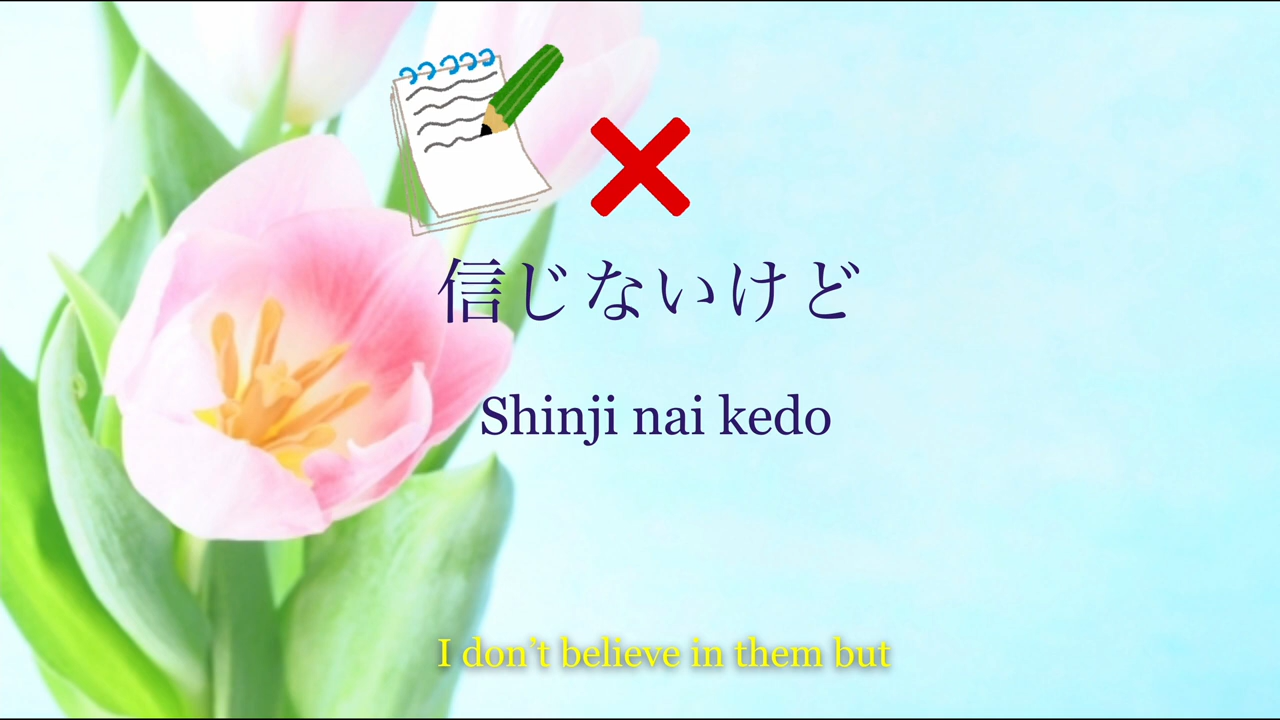 信じないけど
Shinji nai kedo
I don't believe in them but